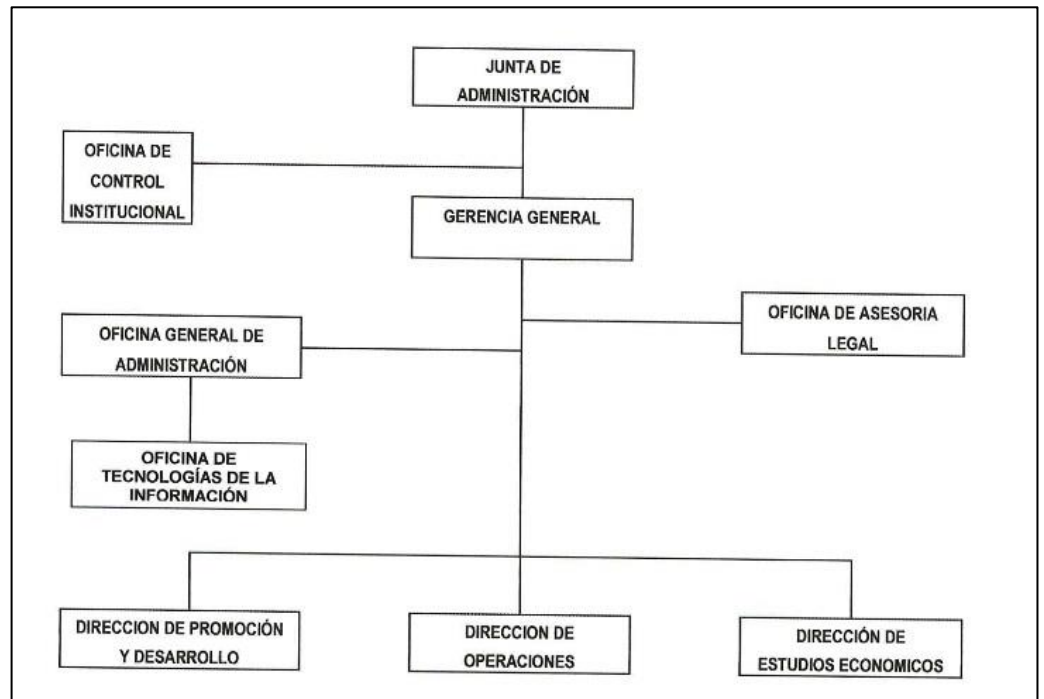 JUNTA DE
ADMINISTRACIÓN
OFICINA DE
CONTROL
INSTITUCIONAL
GERENCIA GENERAL
OFICINA DE ASESORIA
LEGAL
OFICINA GENERAL DE
ADMINISTRACIÓN
OFICINA DE
TECNOLOGÍAS DE LA
INFORMACIÓN
DIRECCION DE PROMOCIÓN
Y DESARROLLO
DIRECCION DE
OPERACIONES
DIRECCIÓN DE
ESTUDIOS ECONOMICOS